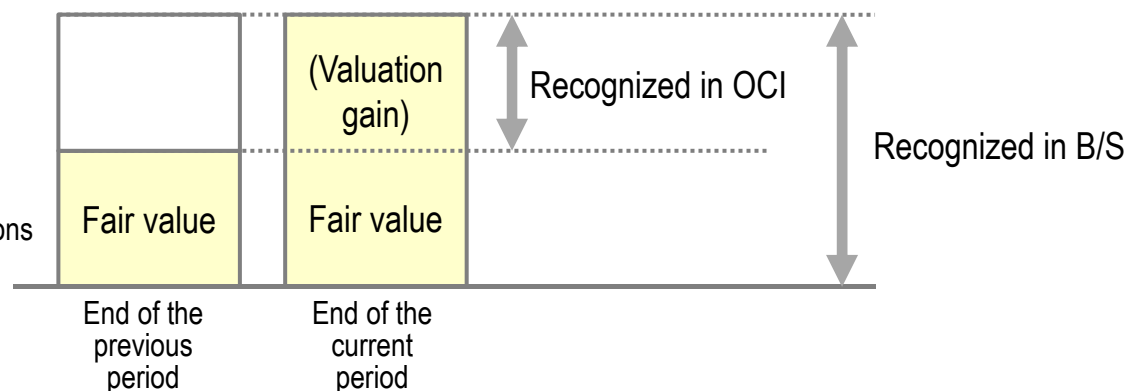 (Valuation
gain)
Recognized in OCI
Recognized in B/S
ons
Fair value
Fair value
End of the
previous
period
End of the
current
period